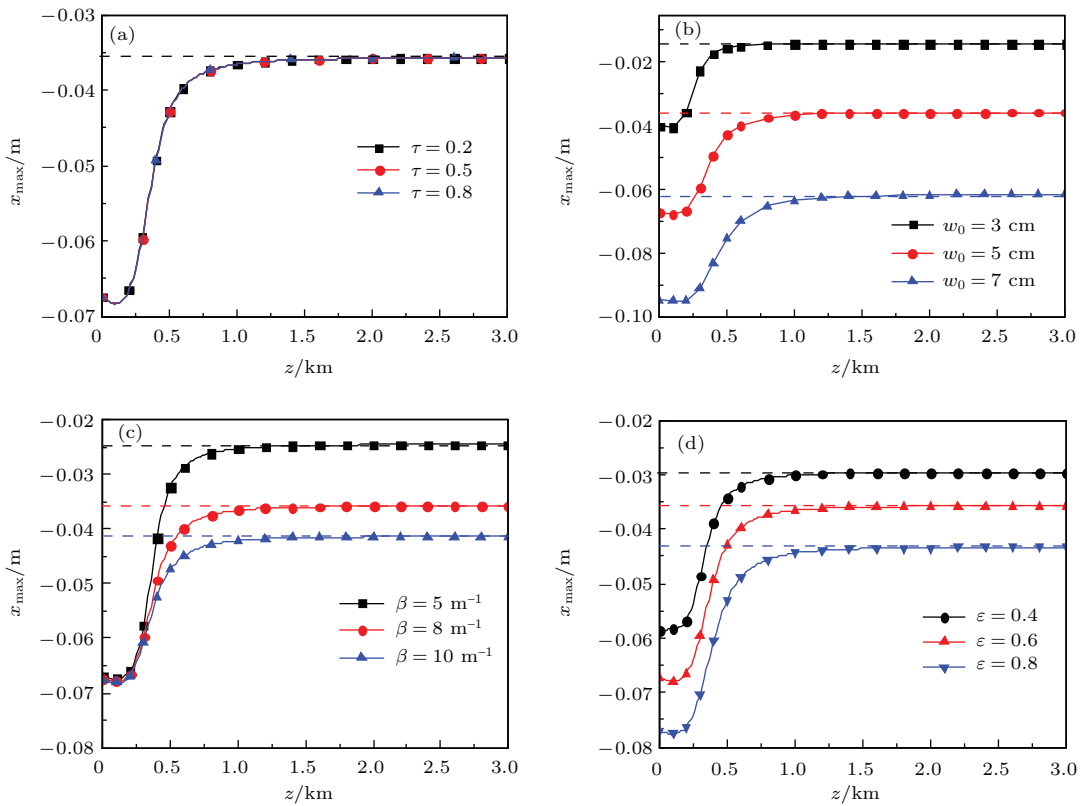 −0.03
(a)
−0.04
−0.05
−0.06
−0.07
x_max/m
τ = 0.2
τ = 0.5
τ = 0.8
0 0.5 1.0 1.5 2.0 2.5 3.0
z/km
(b)
−0.02
−0.04
−0.06
−0.08
−0.10
x_max/m
w₀ = 3 cm
w₀ = 5 cm
w₀ = 7 cm
0 0.5 1.0 1.5 2.0 2.5 3.0
z/km
−0.02
(c)
−0.03
−0.04
−0.05
−0.06
−0.07
−0.08
x_max/m
β = 5 m⁻¹
β = 8 m⁻¹
β = 10 m⁻¹
0 0.5 1.0 1.5 2.0 2.5 3.0
z/km
−0.02
(d)
−0.03
−0.04
−0.05
−0.06
−0.07
−0.08
x_max/m
ε = 0.4
ε = 0.6
ε = 0.8
0 0.5 1.0 1.5 2.0 2.5 3.0
z/km